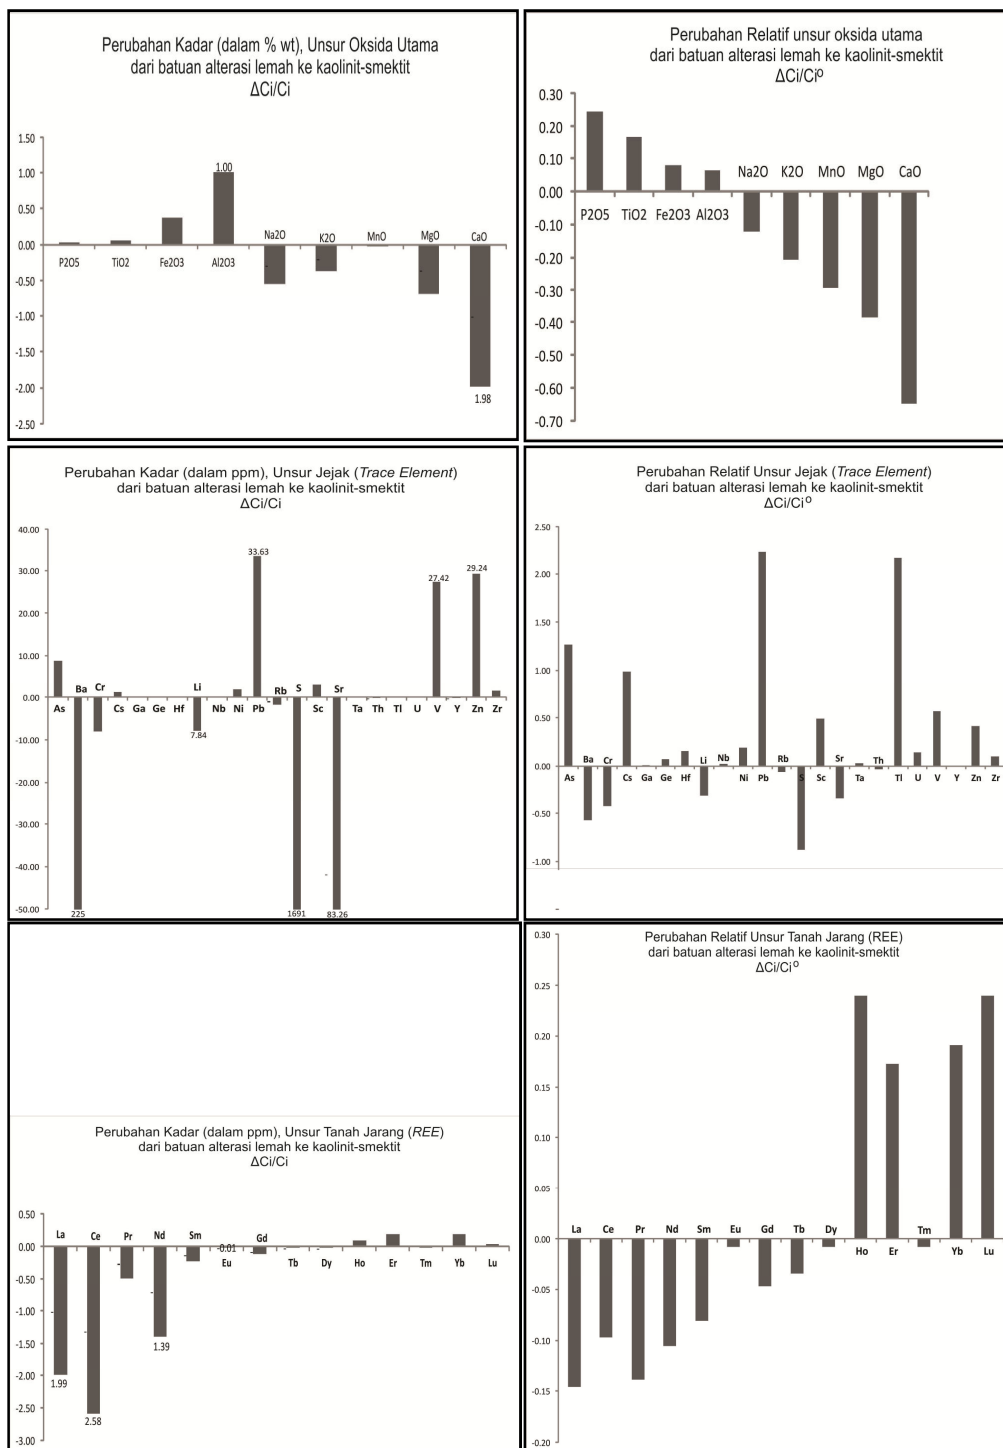 Perubahan Kadar (dalam % wt), Unsur Oksida Utama
dari batuan alterasi lemah ke kaolinit-smektit
ΔCi/Ci
1.50
1.00
0.50
0.00
-0.50
-1.00
-1.50
-2.00
-2.50
1.00
Na2O K2O MnO MgO CaO
P2O5 TiO2 Fe2O3 Al2O3
1.98
Perubahan Relatif unsur oksida utama
dari batuan alterasi lemah ke kaolinit-smektit
ΔCi/Ciᴼ
0.30
0.20
0.10
0.00
-0.10
-0.20
-0.30
-0.40
-0.50
-0.60
-0.70
Na2O K2O MnO MgO CaO
P2O5 TiO2 Fe2O3 Al2O3
Perubahan Kadar (dalam ppm), Unsur Jejak (Trace Element)
dari batuan alterasi lemah ke kaolinit-smektit
ΔCi/Ci
40.00
30.00
20.00
10.00
0.00
-10.00
-20.00
-30.00
-40.00
-50.00
33.63
27.42
29.24
Ba Cr Li Rb S Sr
As Cs Ga Ge Hf Nb Ni Pb Sc Ta Th Tl U V Y Zn Zr
7.84
225 1691 83.26
Perubahan Relatif Unsur Jejak (Trace Element)
dari batuan alterasi lemah ke kaolinit-smektit
ΔCi/Ciᴼ
2.50
2.00
1.50
1.00
0.50
0.00
-0.50
-1.00
Ba Cr Li Nb Rb Sr Th
As Cs Ga Ge Hf Ni Pb S Sc Ta Tl U V Y Zn Zr
Perubahan Kadar (dalam ppm), Unsur Tanah Jarang (REE)
dari batuan alterasi lemah ke kaolinit-smektit
ΔCi/Ci
0.50
0.00
-0.50
-1.00
-1.50
-2.00
-2.50
-3.00
La Ce Pr Nd Sm Gd
-0.01
Eu Tb Dy Ho Er Tm Yb Lu
1.39
1.99
2.58
Perubahan Relatif Unsur Tanah Jarang (REE)
dari batuan alterasi lemah ke kaolinit-smektit
ΔCi/Ciᴼ
0.30
0.25
0.20
0.15
0.10
0.05
0.00
-0.05
-0.10
-0.15
-0.20
La Ce Pr Nd Sm Eu Gd Tb Dy Tm
Ho Er Yb Lu